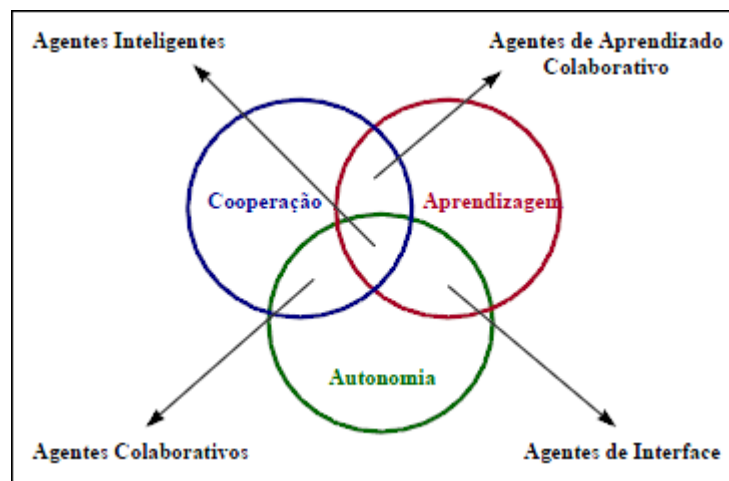 Agentes Inteligentes
Agentes de Aprendizado
Colaborativo
Cooperação
Aprendizagem
Autonomia
Agentes Colaborativos
Agentes de Interface